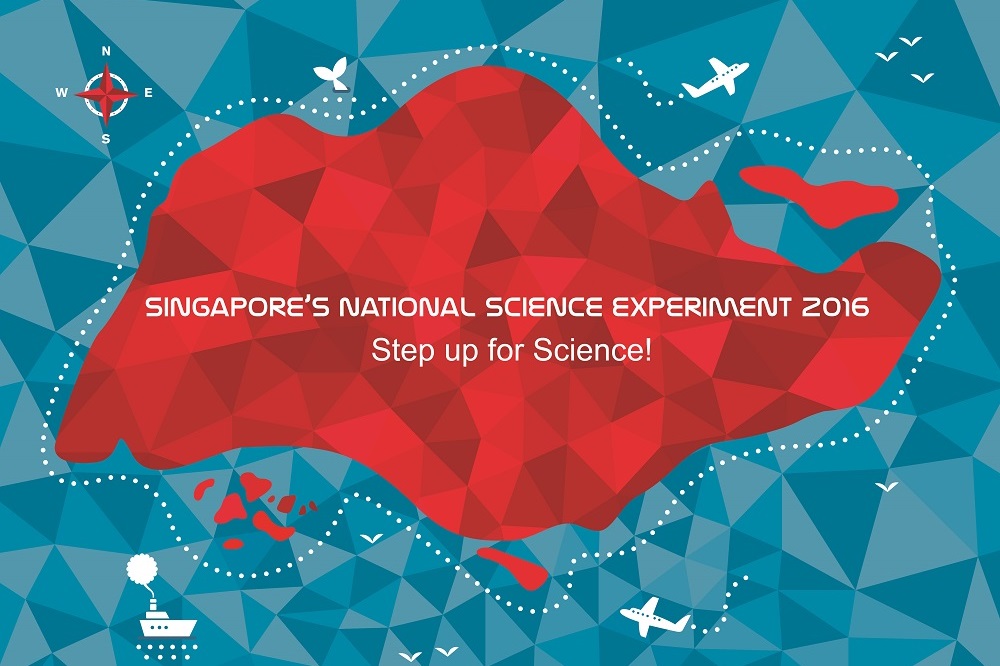 N
W E
S
SINGAPORE'S NATIONAL SCIENCE EXPERIMENT 2016
Step up for Science!